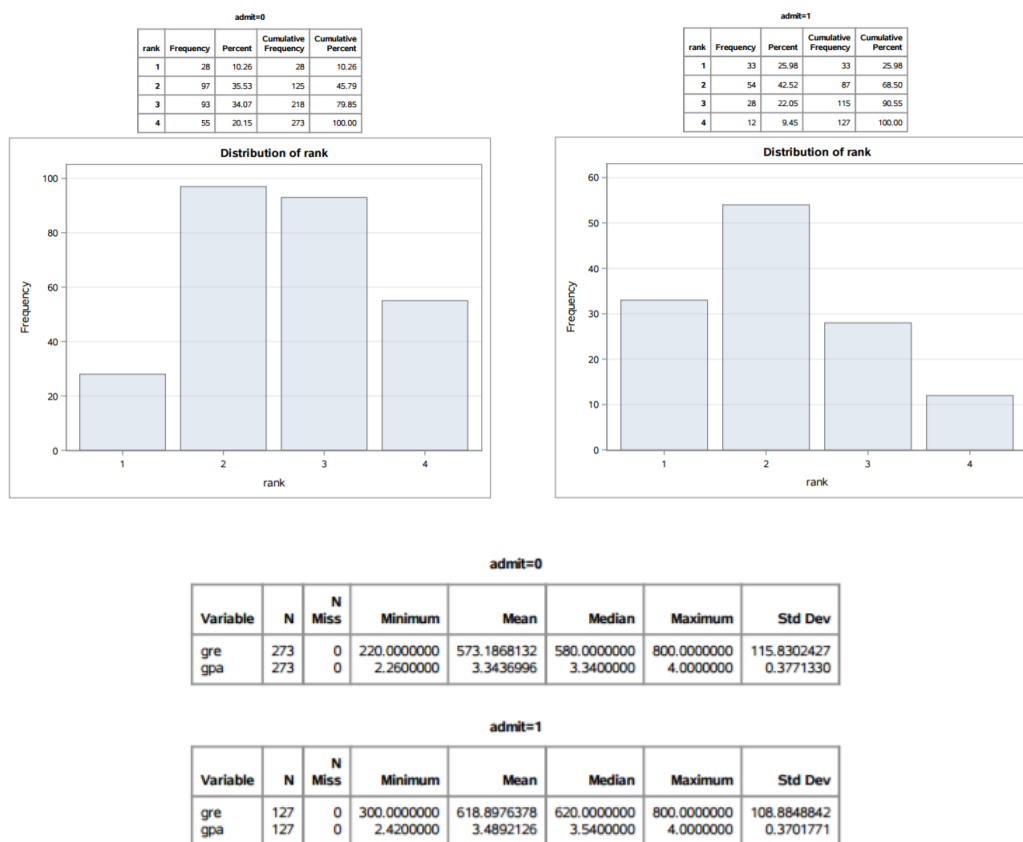 admit=0
rank Frequency Percent Cumulative Frequency Cumulative Percent
1 28 10.26 28 10.26
2 97 35.53 125 45.79
3 93 34.07 218 79.85
4 55 20.15 273 100.00
Distribution of rank
100
80
60
40
20
0
Frequency
1 2 3 4
rank
admit=1
rank Frequency Percent Cumulative Frequency Cumulative Percent
1 33 25.98 33 25.98
2 54 42.52 87 68.50
3 28 22.05 115 90.55
4 12 9.45 127 100.00
Distribution of rank
60
50
40
30
20
10
0
Frequency
1 2 3 4
rank
admit=0
Variable N N Miss Minimum Mean Median Maximum Std Dev
gre 273 0 220.0000000 573.1868132 580.0000000 800.0000000 115.8302427
gpa 273 0 2.2600000 3.3436996 3.3400000 4.0000000 0.3771330
admit=1
Variable N N Miss Minimum Mean Median Maximum Std Dev
gre 127 0 300.0000000 618.8976378 620.0000000 800.0000000 108.8848842
gpa 127 0 2.4200000 3.4892126 3.5400000 4.0000000 0.3701771